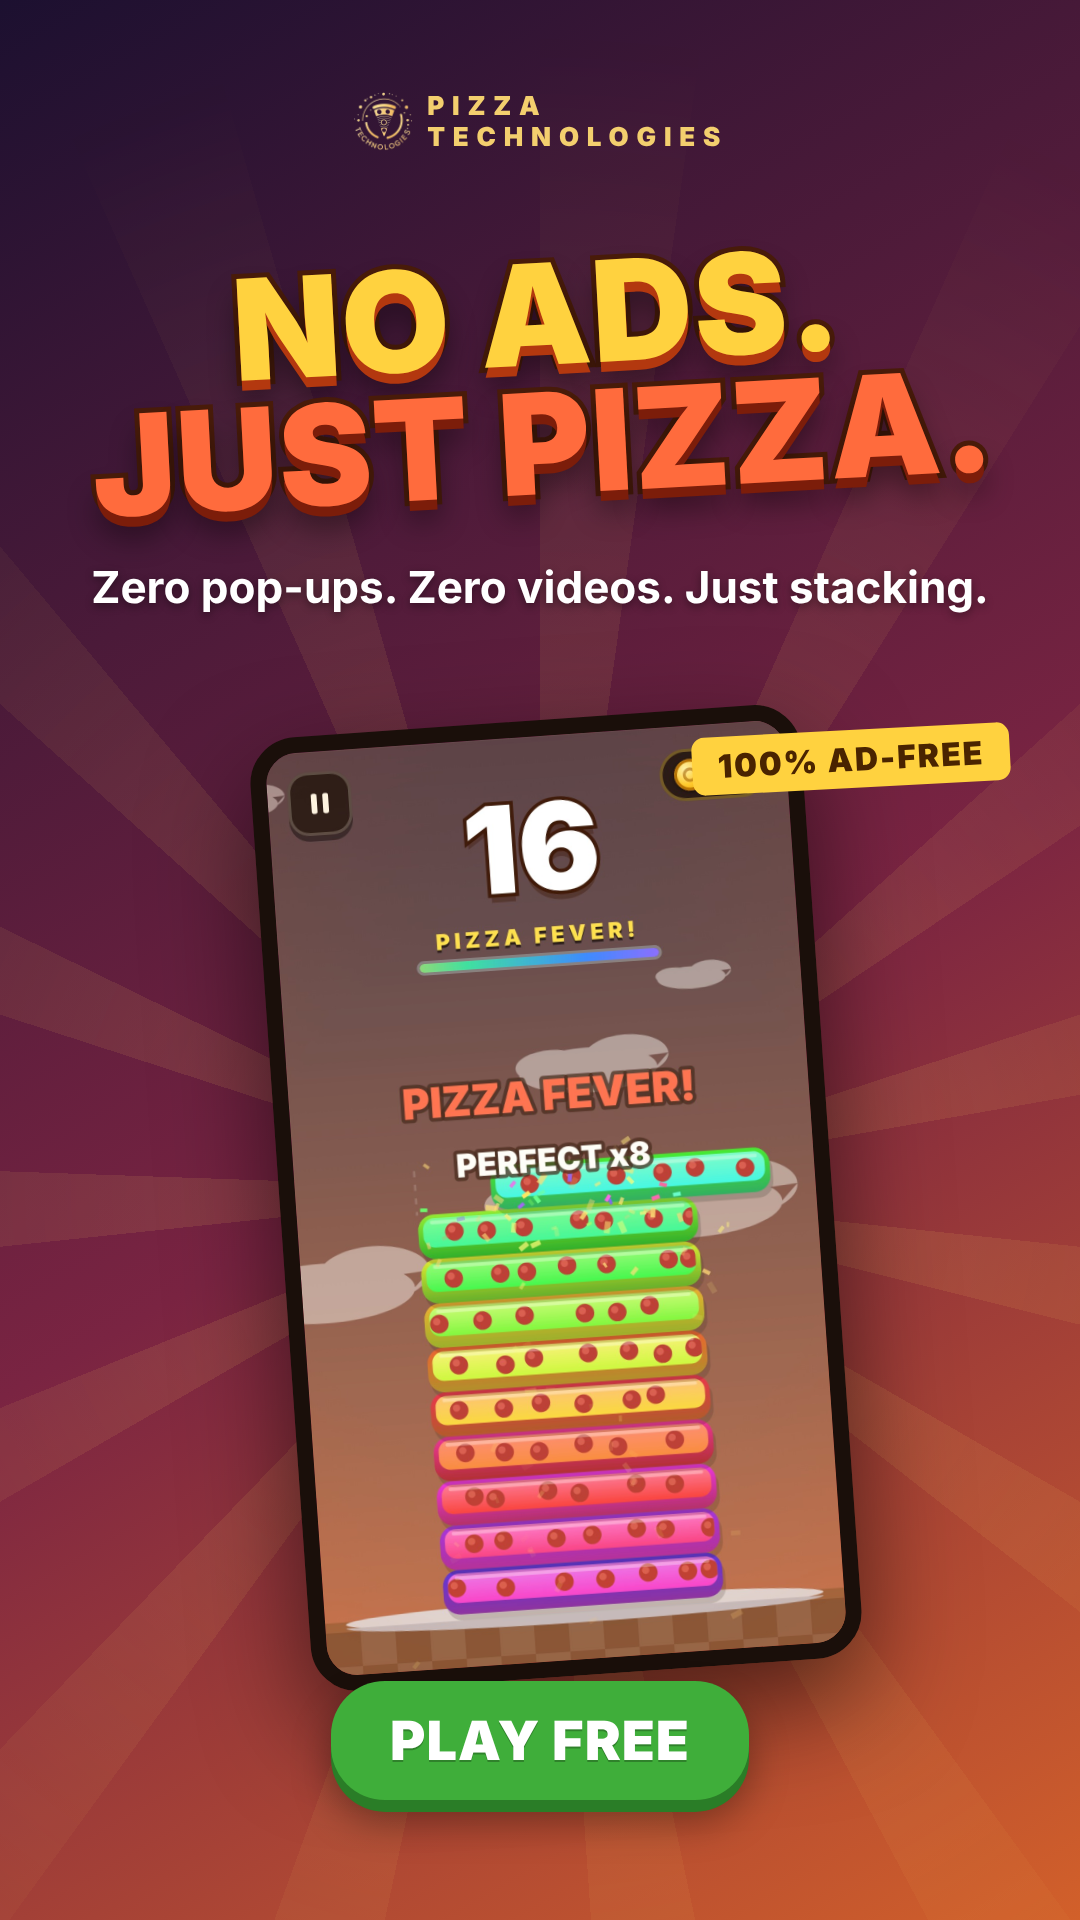 PIZZA
TECHNOLOGIES
TECHNOLOGIES
NO ADS.
JUST PIZZA.
Zero pop-ups. Zero videos. Just stacking.
100% AD-FREE
16
PIZZA FEVER!
PIZZA FEVER!
PERFECT x8
PLAY FREE